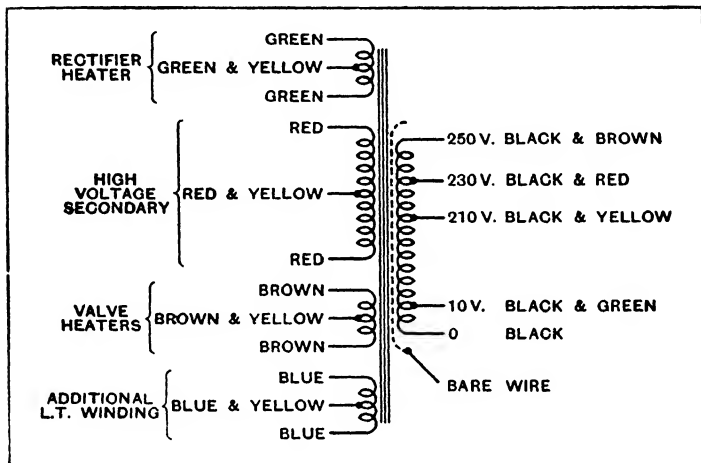 RECTIFIER
HEATER
GREEN
GREEN & YELLOW
GREEN
HIGH
VOLTAGE
SECONDARY
RED
RED & YELLOW
RED
VALVE
HEATERS
BROWN
BROWN & YELLOW
BROWN
ADDITIONAL
L.T. WINDING
BLUE
BLUE & YELLOW
BLUE
250 V. BLACK & BROWN
230 V. BLACK & RED
210 V. BLACK & YELLOW
10 V. BLACK & GREEN
0 BLACK
BARE WIRE